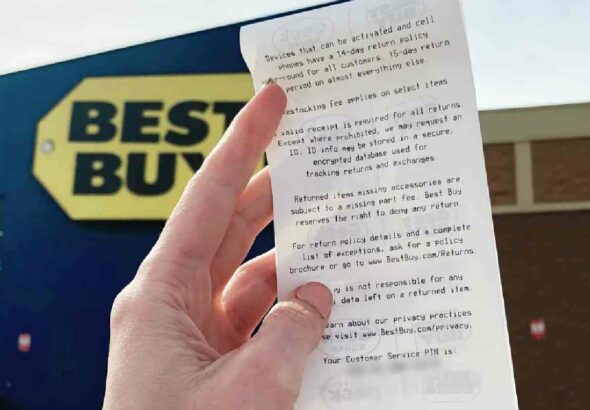 BEST
BUY
Devices that can be activated and cell
phones have a 14-day return policy
for all customers. 15-day return
period on almost everything else.
estocking fee applies on select items
valid receipt is required for all returns
Except where prohibited, we may request an
ID. ID info may be stored in a secure,
encrypted database used for
tracking returns and exchanges
Returned items missing accessories are
subject to a missing part fee. Best Buy
reserves the right to deny any return
For return policy details and a complete
list of exceptions, ask for a policy
brochure or go to www.BestBuy.com/Returns
y is not responsible for any
data left on a returned item.
earn about our privacy practices
se visit www.BestBuy.com/privacy.
Your Customer Service PIN is: